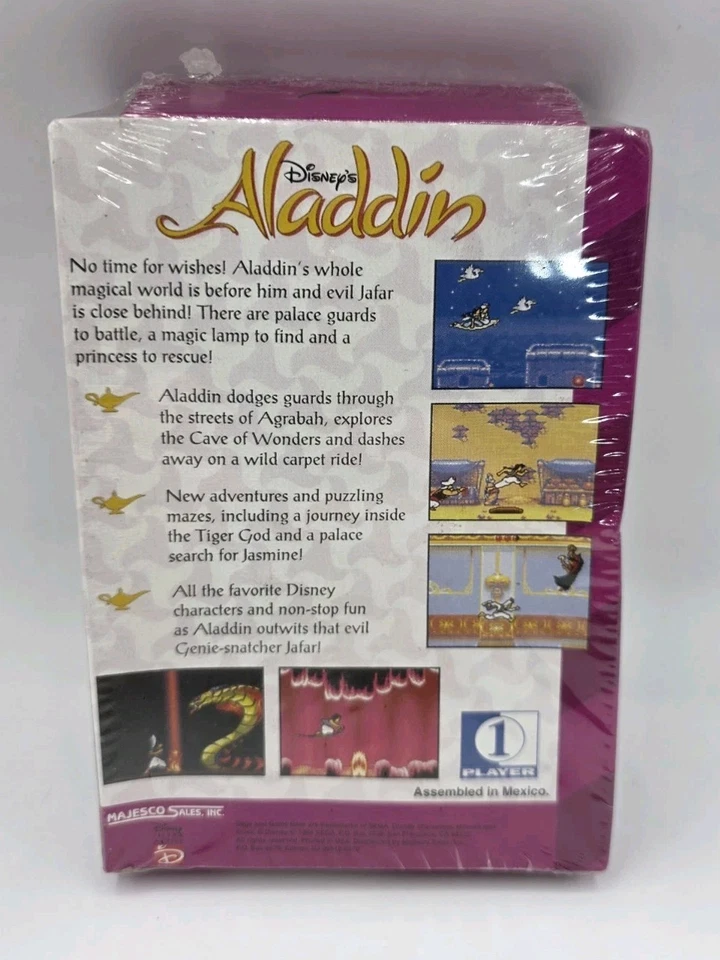 Disney's
Aladdin
No time for wishes! Aladdin's whole
magical world is before him and evil Jafar
is close behind! There are palace guards
to battle, a magic lamp to find and a
princess to rescue!
Aladdin dodges guards through
the streets of Agrabah, explores
the Cave of Wonders and dashes
away on a wild carpet ride!
New adventures and puzzling
mazes, including a journey inside
the Tiger God and a palace
search for Jasmine!
All the favorite Disney
characters and non-stop fun
as Aladdin outwits that evil
Genie-snatcher Jafar!
1
PLAYER
Assembled in Mexico.
MAJESCO SALES, INC.
Disney